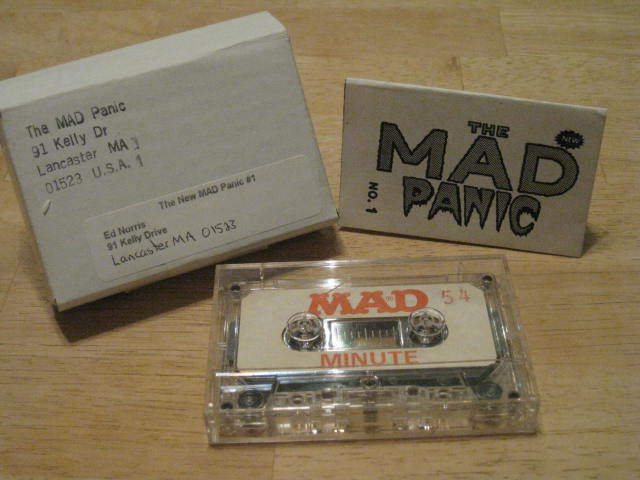 The MAD Panic
91 Kelly Dr
Lancaster MA
01523 U.S.A.
The New MAD Panic #1
Ed Norris
91 Kelly Drive
Lancaster MA 01523
THE
MAD
NEW
PANIC
NO. 1
MAD 54
MINUTE